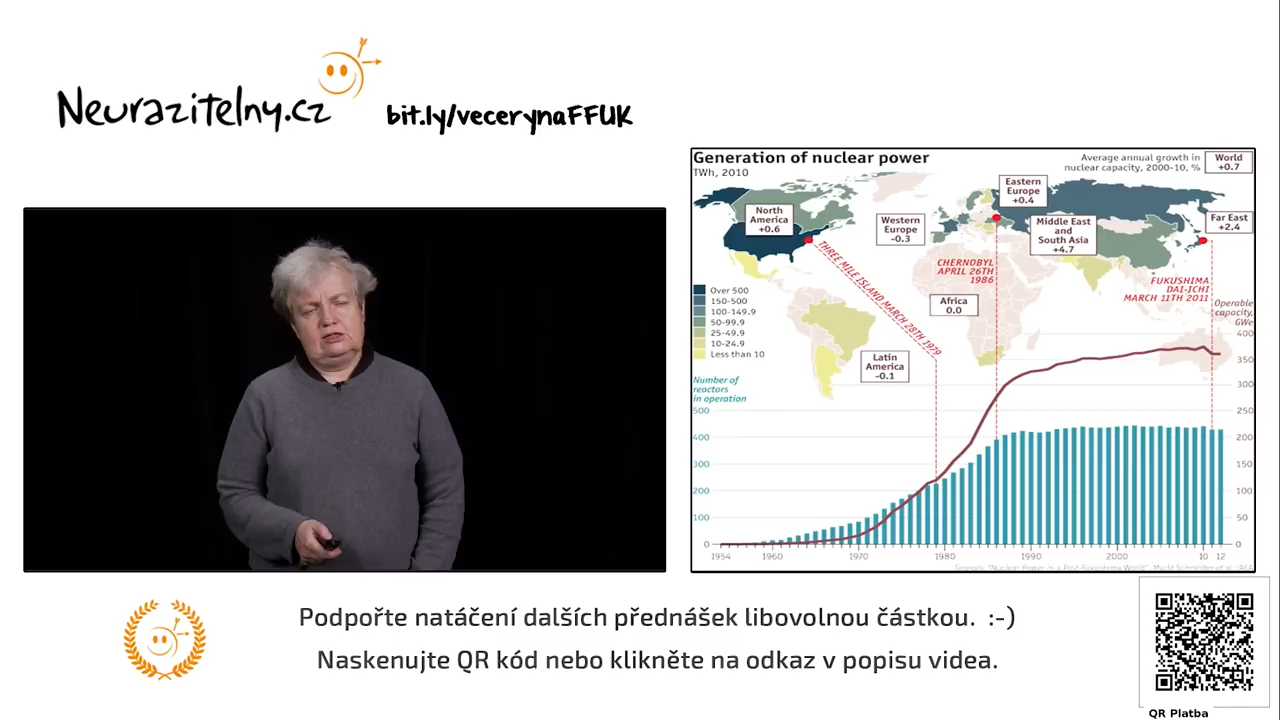 Neurazitelny.cz
bit.ly/vecerynaFFUK
Generation of nuclear power
TWh, 2010
Average annual growth in
nuclear capacity, 2000-10, %
World
+0.7
North
America
+0.6
Western
Europe
-0.3
Eastern
Europe
+0.4
Middle East
and
South Asia
+4.7
Far East
+2.4
THREE MILE ISLAND MARCH 28TH 1979
CHERNOBYL
APRIL 26TH
1986
FUKUSHIMA
DAI-ICHI
MARCH 11TH 2011
Africa
0.0
Latin
America
-0.1
Over 500
150-500
100-149.9
50-99.9
25-49.9
10-24.9
Less than 10
Operable
capacity,
GWe
Number of
reactors
in operation
500
400
300
200
100
0
400
350
300
250
200
150
100
50
0
1954 1960 1970 1980 1990 2000 10 12
Sources: "Nuclear Power in a Post-Fukushima World",
Podpořte natáčení dalších přednášek libovolnou částkou. :-)
Naskenujte QR kód nebo klikněte na odkaz v popisu videa.
QR Platba